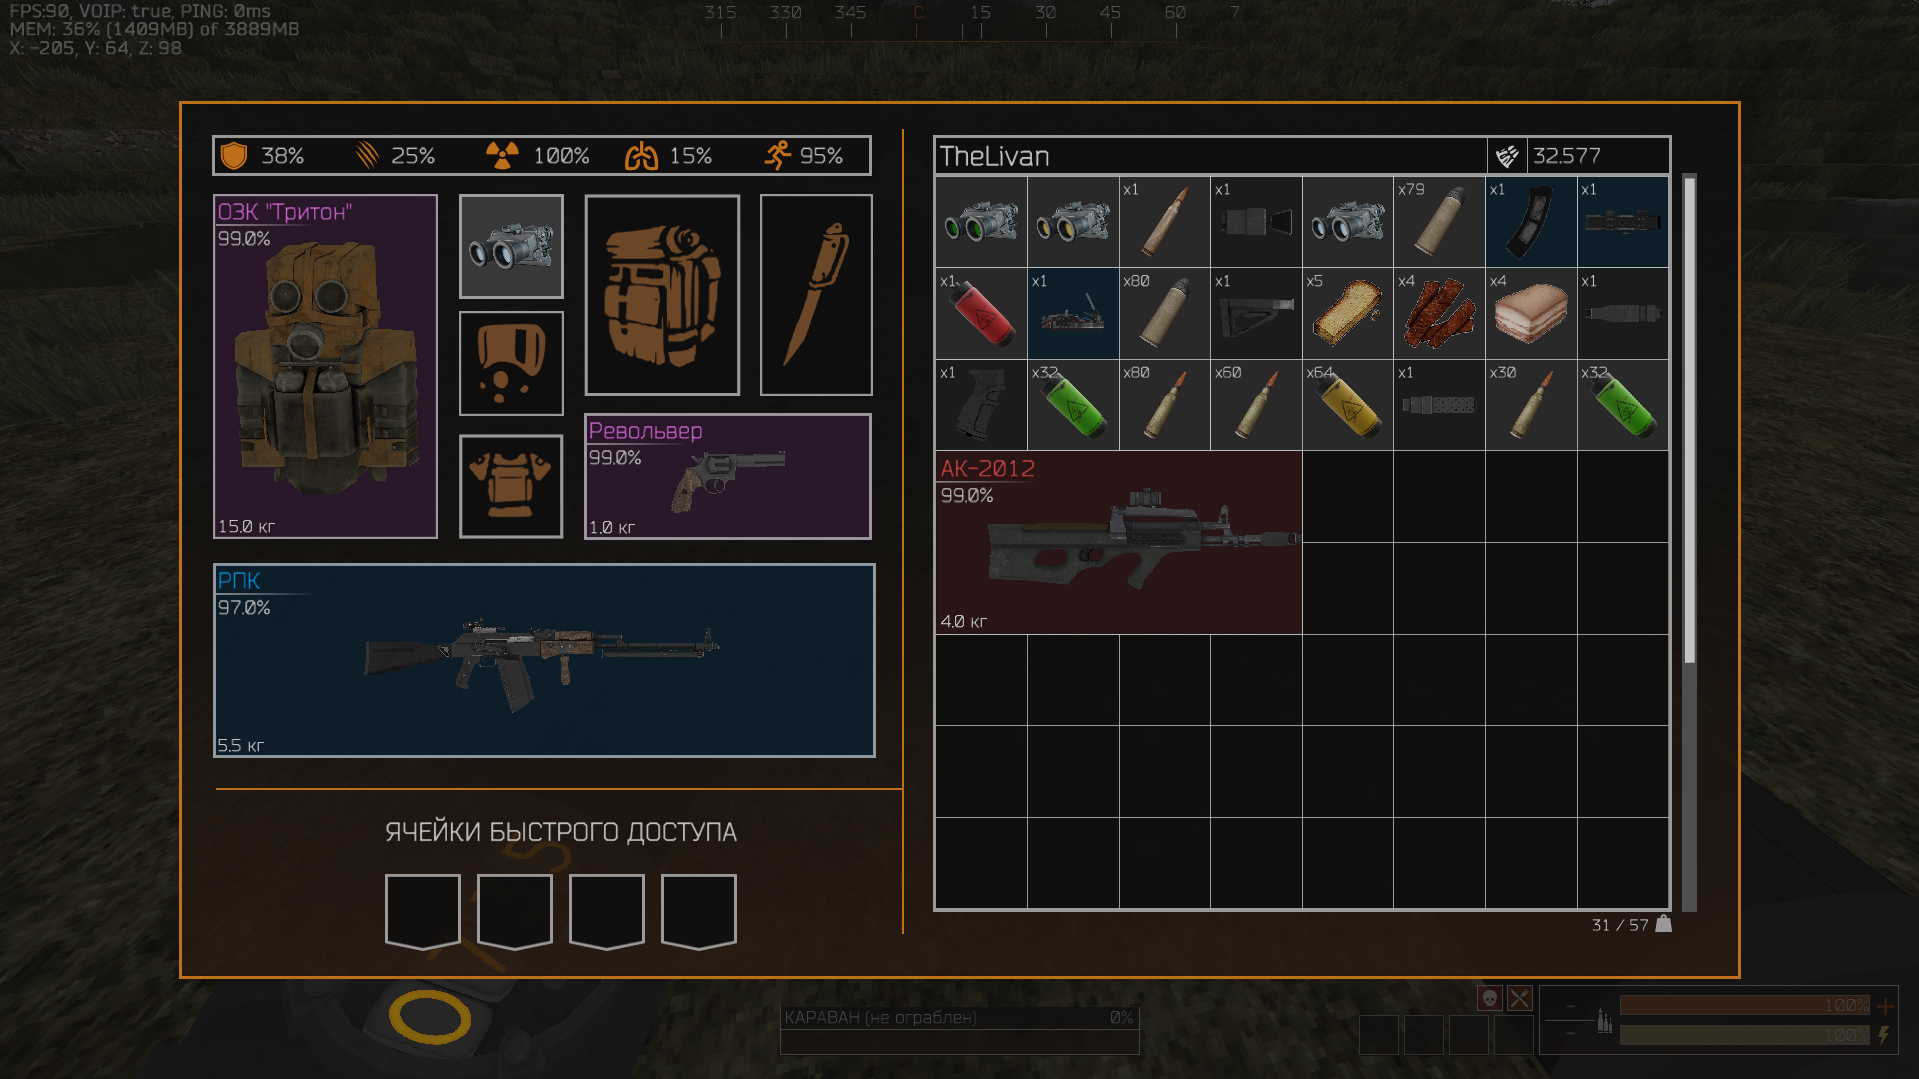 FPS:90, VOIP: true, PING: 0ms
MEM: 36% (1409MB) of 3889MB
X: -205, Y: 64, Z: 98
315 330 345 C 15 30 45 60 7
38% 25% 100% 15% 95%
ОЗК "Тритон"
99.0%
15.0 кг
Револьвер
99.0%
1.0 кг
РПК
97.0%
5.5 кг
ЯЧЕЙКИ БЫСТРОГО ДОСТУПА
TheLivan 32.577
x1 x1 x79 x1 x1
x1 x1 x80 x1 x5 x4 x4 x1
x1 x32 x80 x60 x64 x1 x30 x32
АК-2012
99.0%
4.0 кг
31 / 57
КАРАВАН (не ограблен) 0%
100%
100%